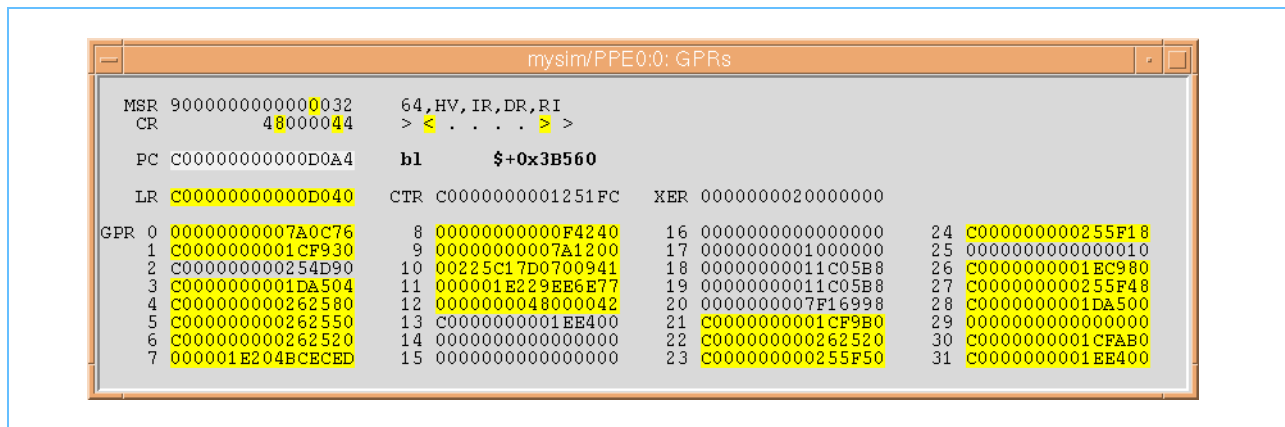 mysim/PPE0:0: GPRs
MSR 9000000000000032 64,HV,IR,DR,RI
CR 48000044 > < . . . . > >
PC C00000000000D0A4 bl $+0x3B560
LR C00000000000D040 CTR C0000000001251FC XER 0000000020000000
GPR 0 00000000007A0C76 8 00000000000F4240 16 0000000000000000 24 C000000000255F18
1 C0000000001CF930 9 00000000007A1200 17 0000000001000000 25 0000000000000010
2 C000000000254D90 10 00225C17D0700941 18 00000000011C05B8 26 C0000000001EC980
3 C0000000001DA504 11 000001E229EE6E77 19 00000000011C05B8 27 C000000000255F48
4 C000000000262580 12 0000000048000042 20 0000000007F16998 28 C0000000001DA500
5 C000000000262550 13 C0000000001EE400 21 C0000000001CF9B0 29 0000000000000000
6 C000000000262520 14 0000000000000000 22 C000000000262520 30 C0000000001CFAB0
7 000001E204BCECED 15 0000000000000000 23 C000000000255F50 31 C0000000001EE400